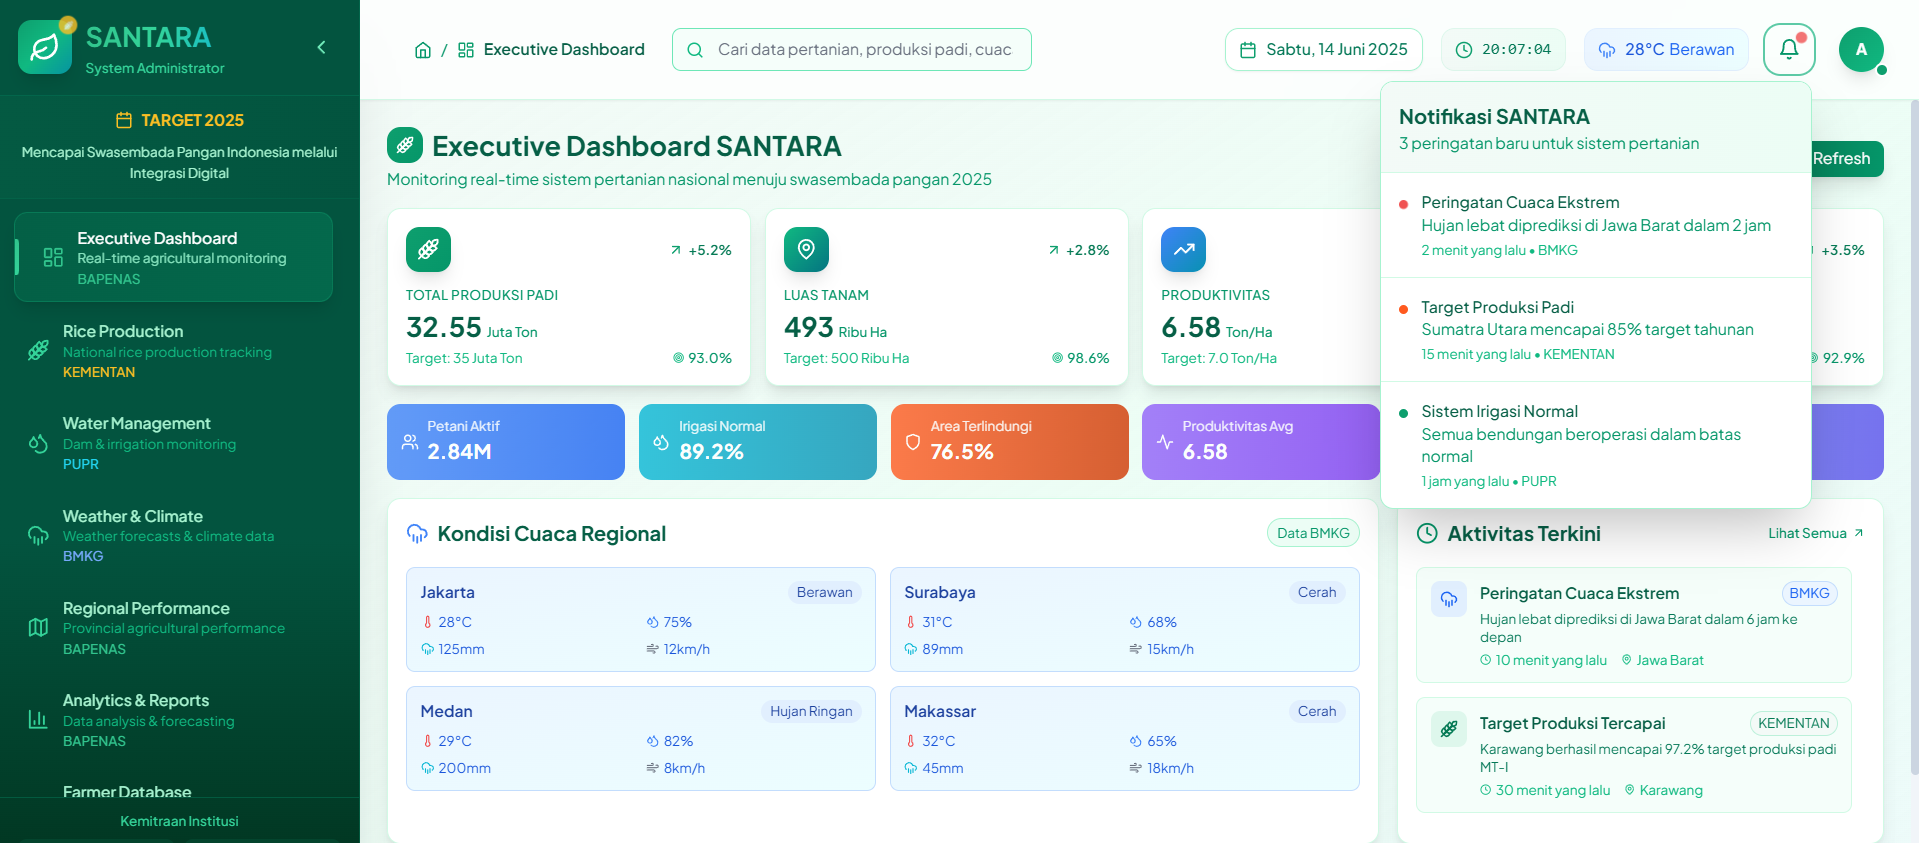 SANTARA
System Administrator
TARGET 2025
Mencapai Swasembada Pangan Indonesia melalui
Integrasi Digital
Executive Dashboard
Real-time agricultural monitoring
BAPENAS
Rice Production
National rice production tracking
KEMENTAN
Water Management
Dam & irrigation monitoring
PUPR
Weather & Climate
Weather forecasts & climate data
BMKG
Regional Performance
Provincial agricultural performance
BAPENAS
Analytics & Reports
Data analysis & forecasting
BAPENAS
Farmer Database
Kemitraan Institusi
/ Executive Dashboard
Cari data pertanian, produksi padi, cuac
Sabtu, 14 Juni 2025
20:07:04
28°C Berawan
A
Executive Dashboard SANTARA
Monitoring real-time sistem pertanian nasional menuju swasembada pangan 2025
Refresh
+5.2%
TOTAL PRODUKSI PADI
32.55 Juta Ton
Target: 35 Juta Ton
93.0%
+2.8%
LUAS TANAM
493 Ribu Ha
Target: 500 Ribu Ha
98.6%
PRODUKTIVITAS
6.58 Ton/Ha
Target: 7.0 Ton/Ha
+3.5%
92.9%
Notifikasi SANTARA
3 peringatan baru untuk sistem pertanian
Peringatan Cuaca Ekstrem
Hujan lebat diprediksi di Jawa Barat dalam 2 jam
2 menit yang lalu • BMKG
Target Produksi Padi
Sumatra Utara mencapai 85% target tahunan
15 menit yang lalu • KEMENTAN
Sistem Irigasi Normal
Semua bendungan beroperasi dalam batas
normal
1 jam yang lalu • PUPR
Petani Aktif
2.84M
Irigasi Normal
89.2%
Area Terlindungi
76.5%
Produktivitas Avg
6.58
Kondisi Cuaca Regional
Data BMKG
Jakarta
Berawan
28°C
75%
125mm
12km/h
Surabaya
Cerah
31°C
68%
89mm
15km/h
Medan
Hujan Ringan
29°C
82%
200mm
8km/h
Makassar
Cerah
32°C
65%
45mm
18km/h
Aktivitas Terkini
Lihat Semua
Peringatan Cuaca Ekstrem
BMKG
Hujan lebat diprediksi di Jawa Barat dalam 6 jam ke
depan
10 menit yang lalu
Jawa Barat
Target Produksi Tercapai
KEMENTAN
Karawang berhasil mencapai 97.2% target produksi padi
MT-I
30 menit yang lalu
Karawang